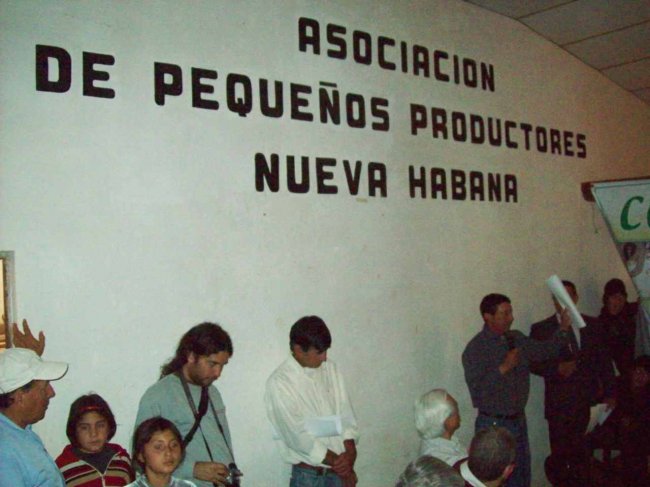 ASOCIACION
DE PEQUEÑOS PRODUCTORES
NUEVA HABANA